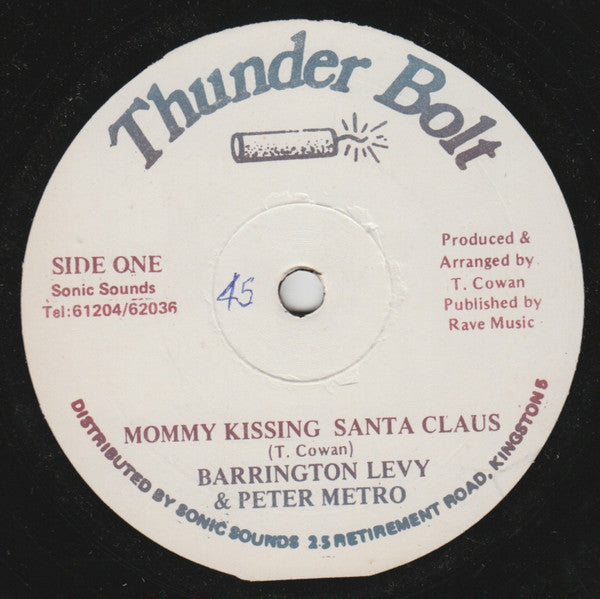 Thunder Bolt
SIDE ONE
Sonic Sounds
Tel:61204/62036
45
Produced &
Arranged by
T. Cowan
Published by
Rave Music
MOMMY KISSING SANTA CLAUS
(T. Cowan)
BARRINGTON LEVY
& PETER METRO
DISTRIBUTED BY SONIC SOUNDS 25 RETIREMENT ROAD, KINGSTON 5